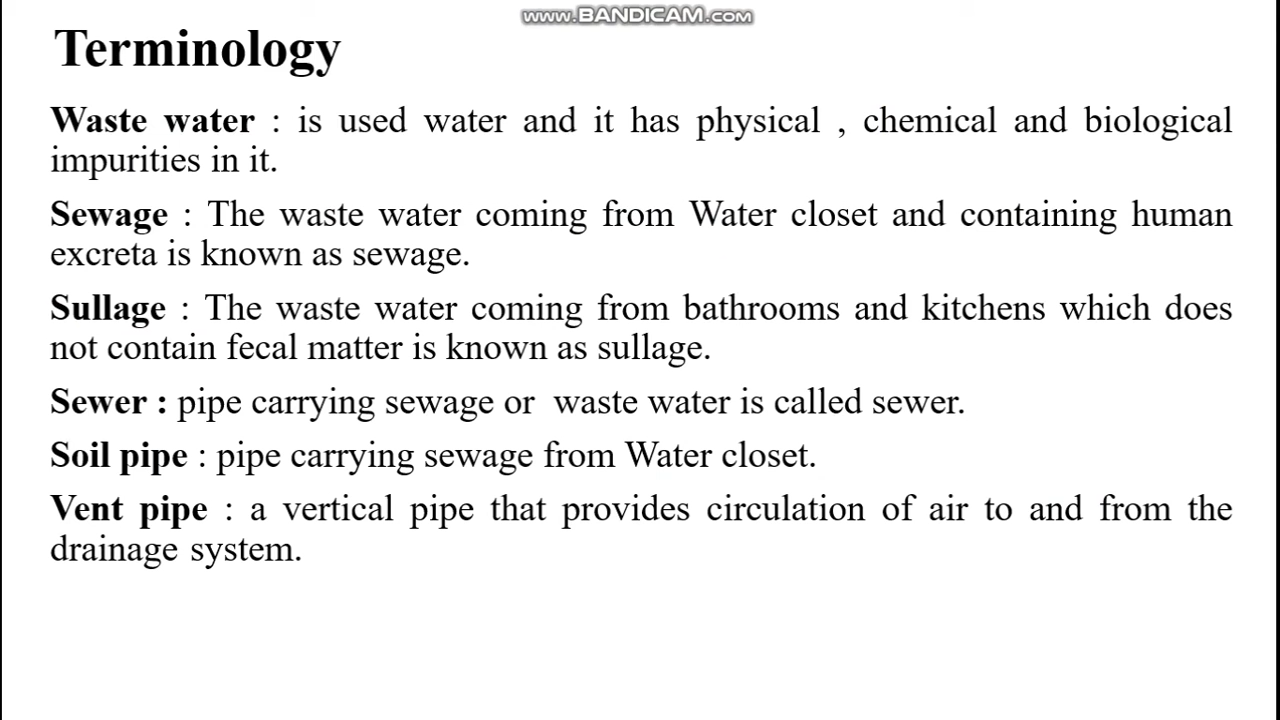 www.BANDICAM.com
Terminology
Waste water : is used water and it has physical , chemical and biological
impurities in it.
Sewage : The waste water coming from Water closet and containing human
excreta is known as sewage.
Sullage : The waste water coming from bathrooms and kitchens which does
not contain fecal matter is known as sullage.
Sewer : pipe carrying sewage or  waste water is called sewer.
Soil pipe : pipe carrying sewage from Water closet.
Vent pipe : a vertical pipe that provides circulation of air to and from the
drainage system.